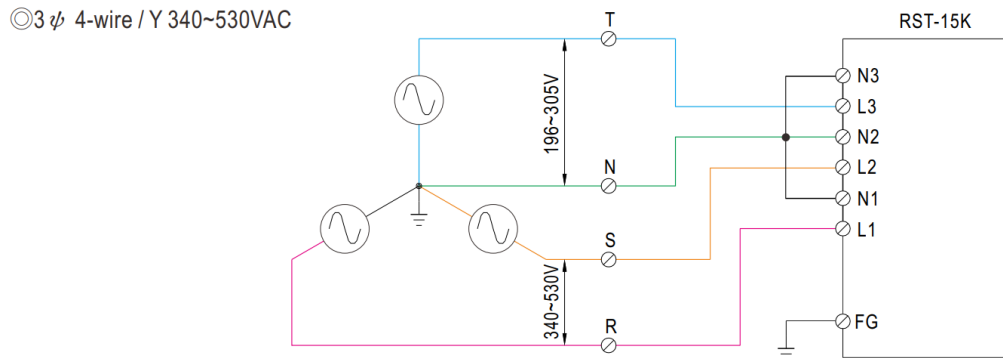 ◎3ψ 4-wire / Y 340~530VAC
T
RST-15K
N3
L3
196~305V
N2
N
L2
N1
S
L1
340~530V
R
FG